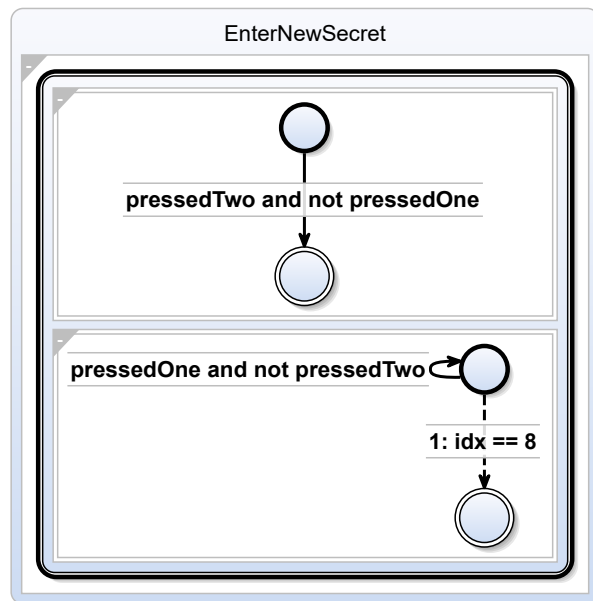 EnterNewSecret
pressedTwo and not pressedOne
pressedOne and not pressedTwo
1: idx == 8